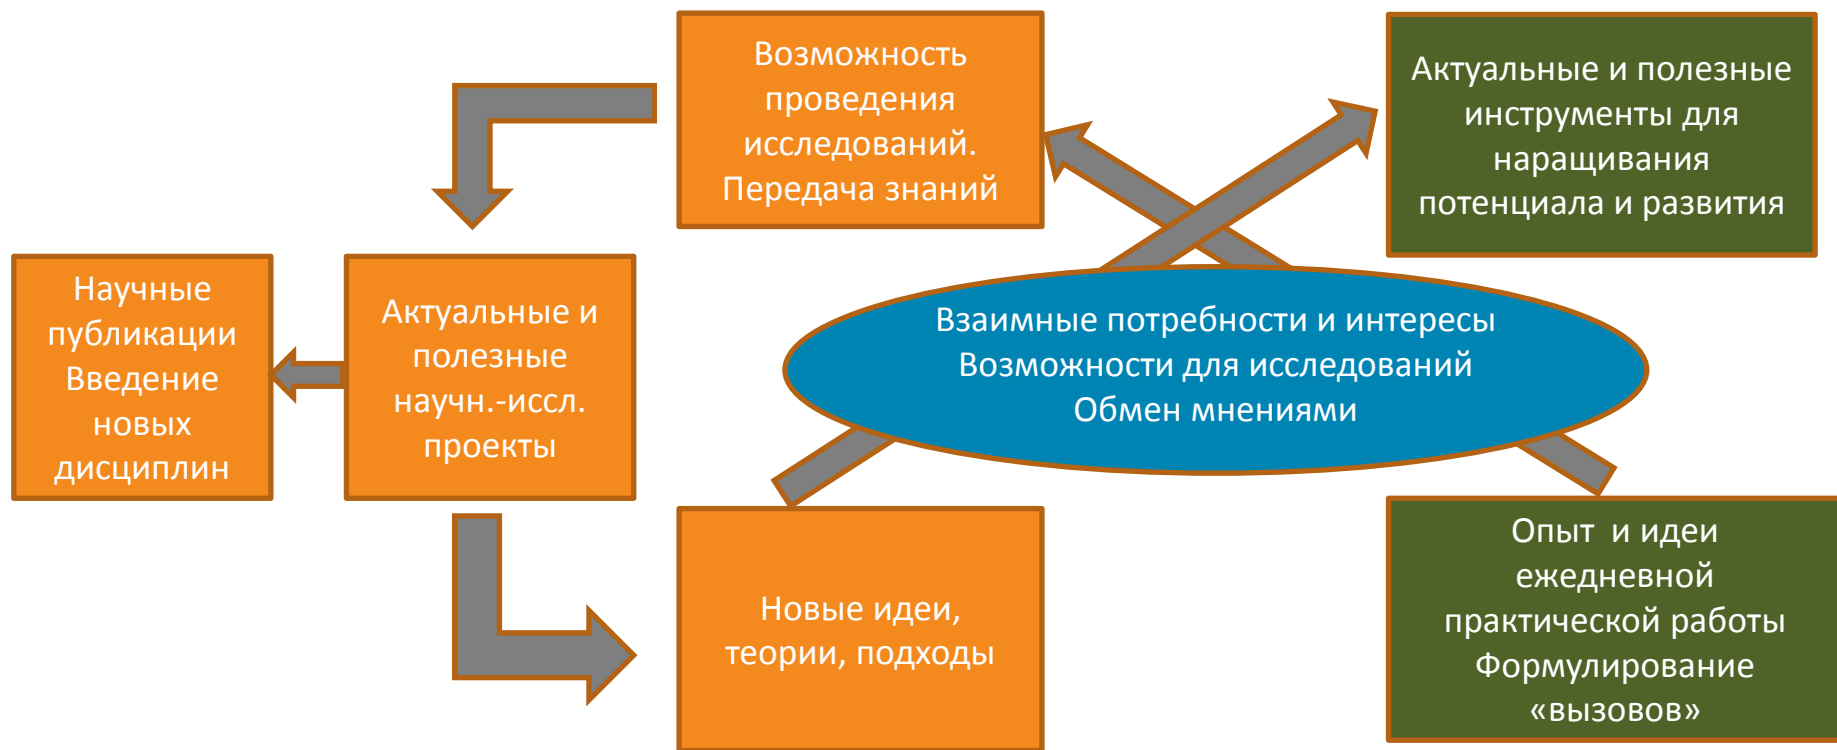 Возможность
проведения
исследований.
Передача знаний
Актуальные и полезные
инструменты для
наращивания
потенциала и развития
Научные
публикации
Введение
новых
дисциплин
Актуальные и
полезные
научн.-иссл.
проекты
Взаимные потребности и интересы
Возможности для исследований
Обмен мнениями
Новые идеи,
теории, подходы
Опыт и идеи
ежедневной
практической работы
Формулирование
«вызовов»